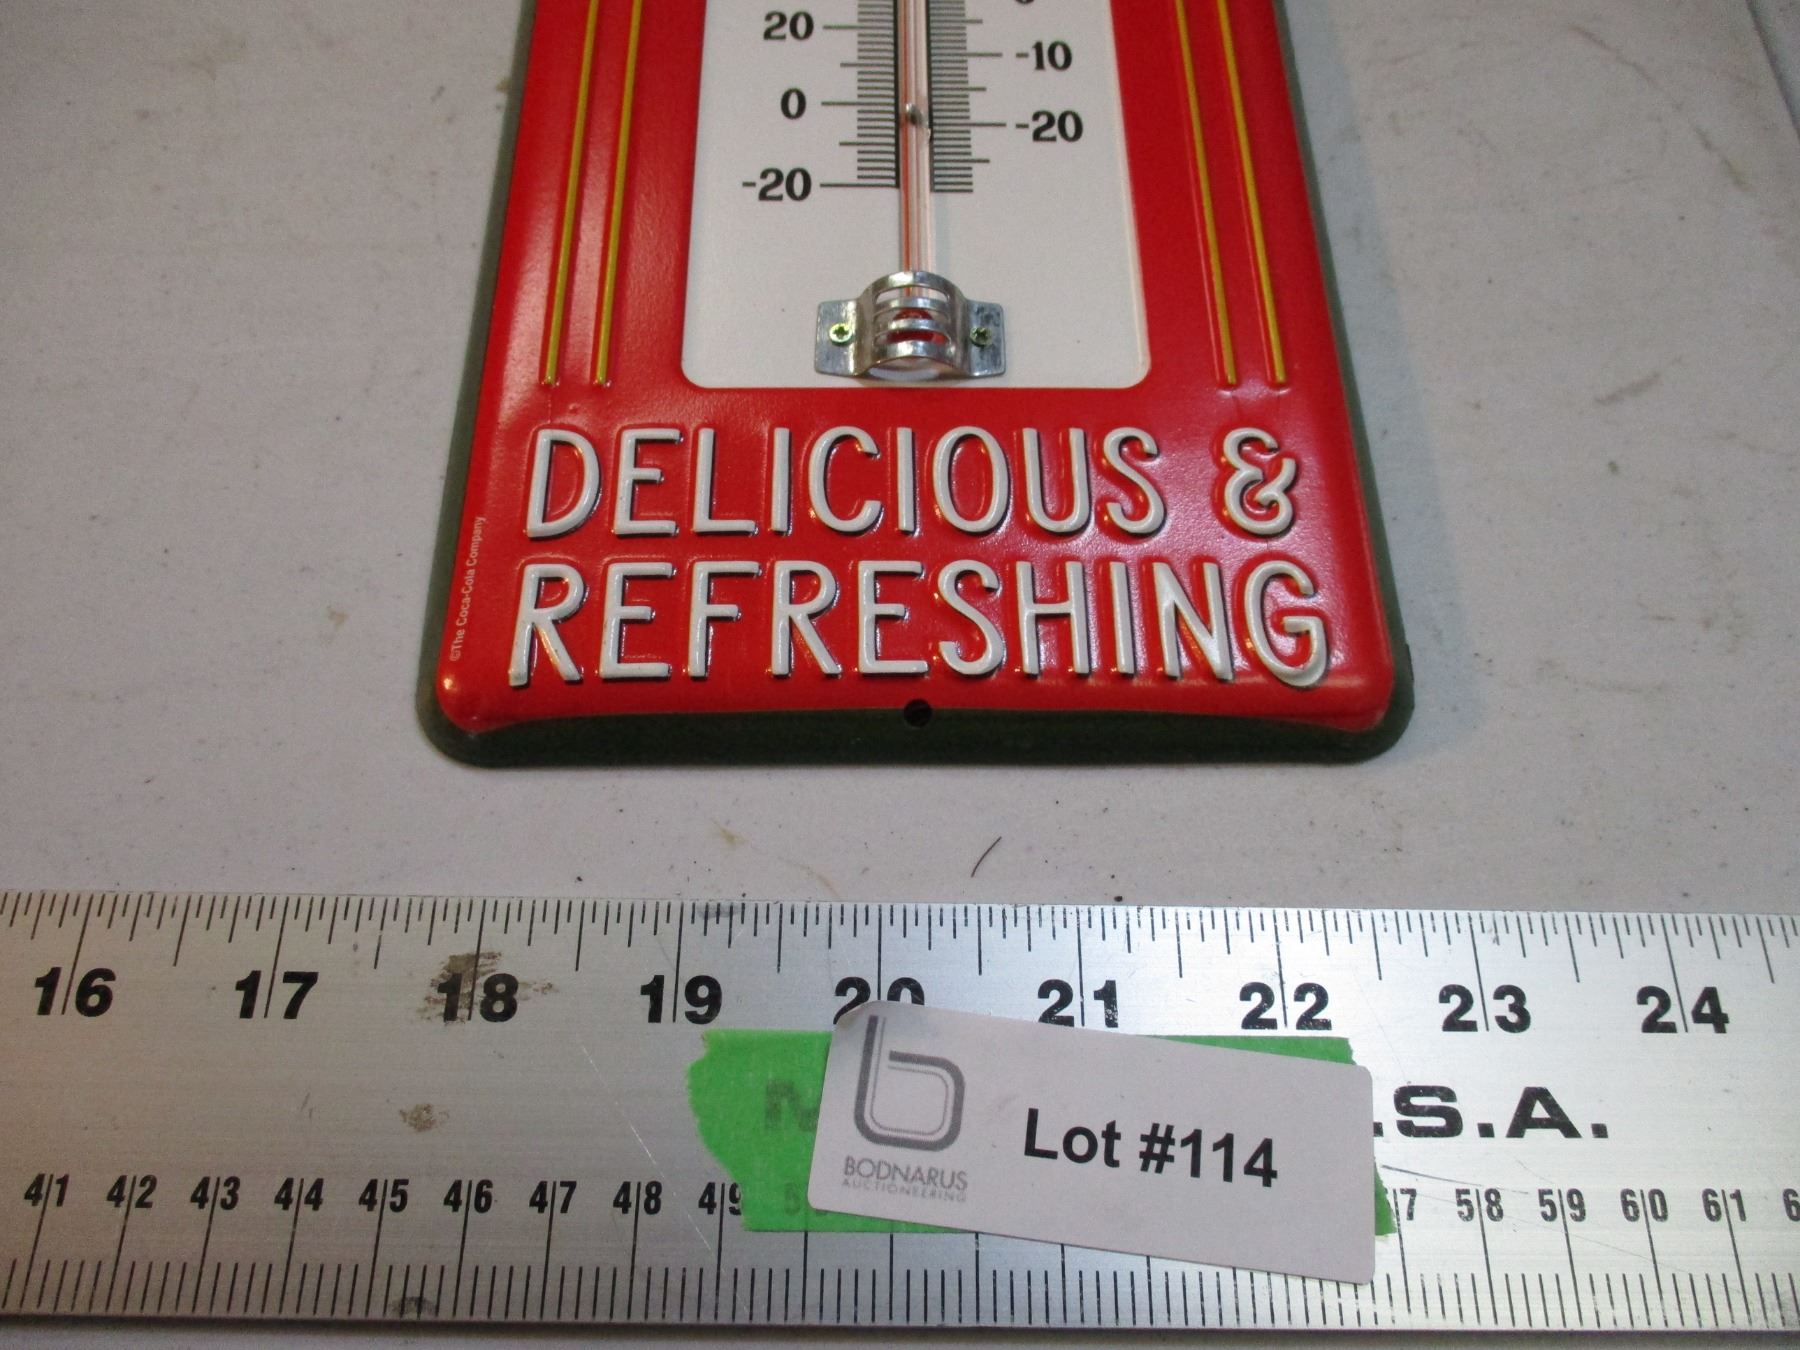 20
-10
0
-20
-20
DELICIOUS &
REFRESHING
©The Coca-Cola Company
16 17 18 19 20 21 22 23 24
.S.A.
BODNARUS
AUCTIONEERING
Lot #114
41 42 43 44 45 46 47 48 49 58 59 60 61